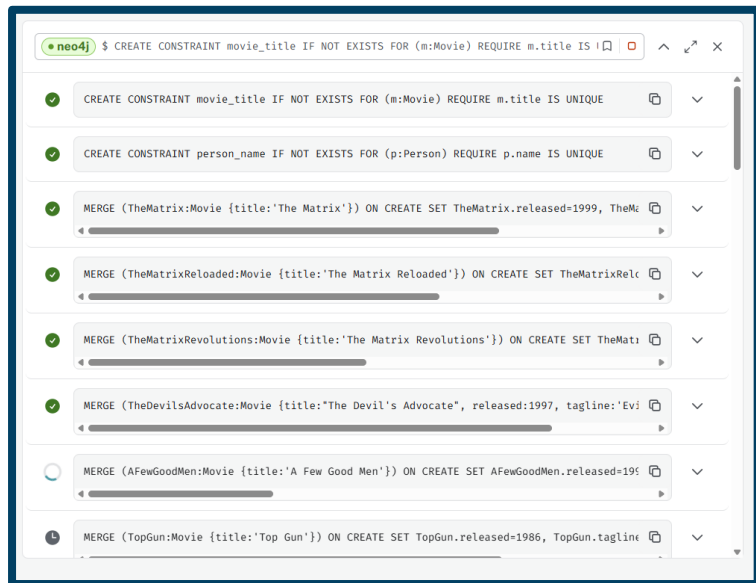 neo4j $ CREATE CONSTRAINT movie_title IF NOT EXISTS FOR (m:Movie) REQUIRE m.title IS
CREATE CONSTRAINT movie_title IF NOT EXISTS FOR (m:Movie) REQUIRE m.title IS UNIQUE
CREATE CONSTRAINT person_name IF NOT EXISTS FOR (p:Person) REQUIRE p.name IS UNIQUE
MERGE (TheMatrix:Movie {title:'The Matrix'}) ON CREATE SET TheMatrix.released=1999, TheMa
MERGE (TheMatrixReloaded:Movie {title:'The Matrix Reloaded'}) ON CREATE SET TheMatrixRelo
MERGE (TheMatrixRevolutions:Movie {title:'The Matrix Revolutions'}) ON CREATE SET TheMatr
MERGE (TheDevilsAdvocate:Movie {title:"The Devil's Advocate", released:1997, tagline:'Evi
MERGE (AFewGoodMen:Movie {title:'A Few Good Men'}) ON CREATE SET AFewGoodMen.released=199
MERGE (TopGun:Movie {title:'Top Gun'}) ON CREATE SET TopGun.released=1986, TopGun.tagline